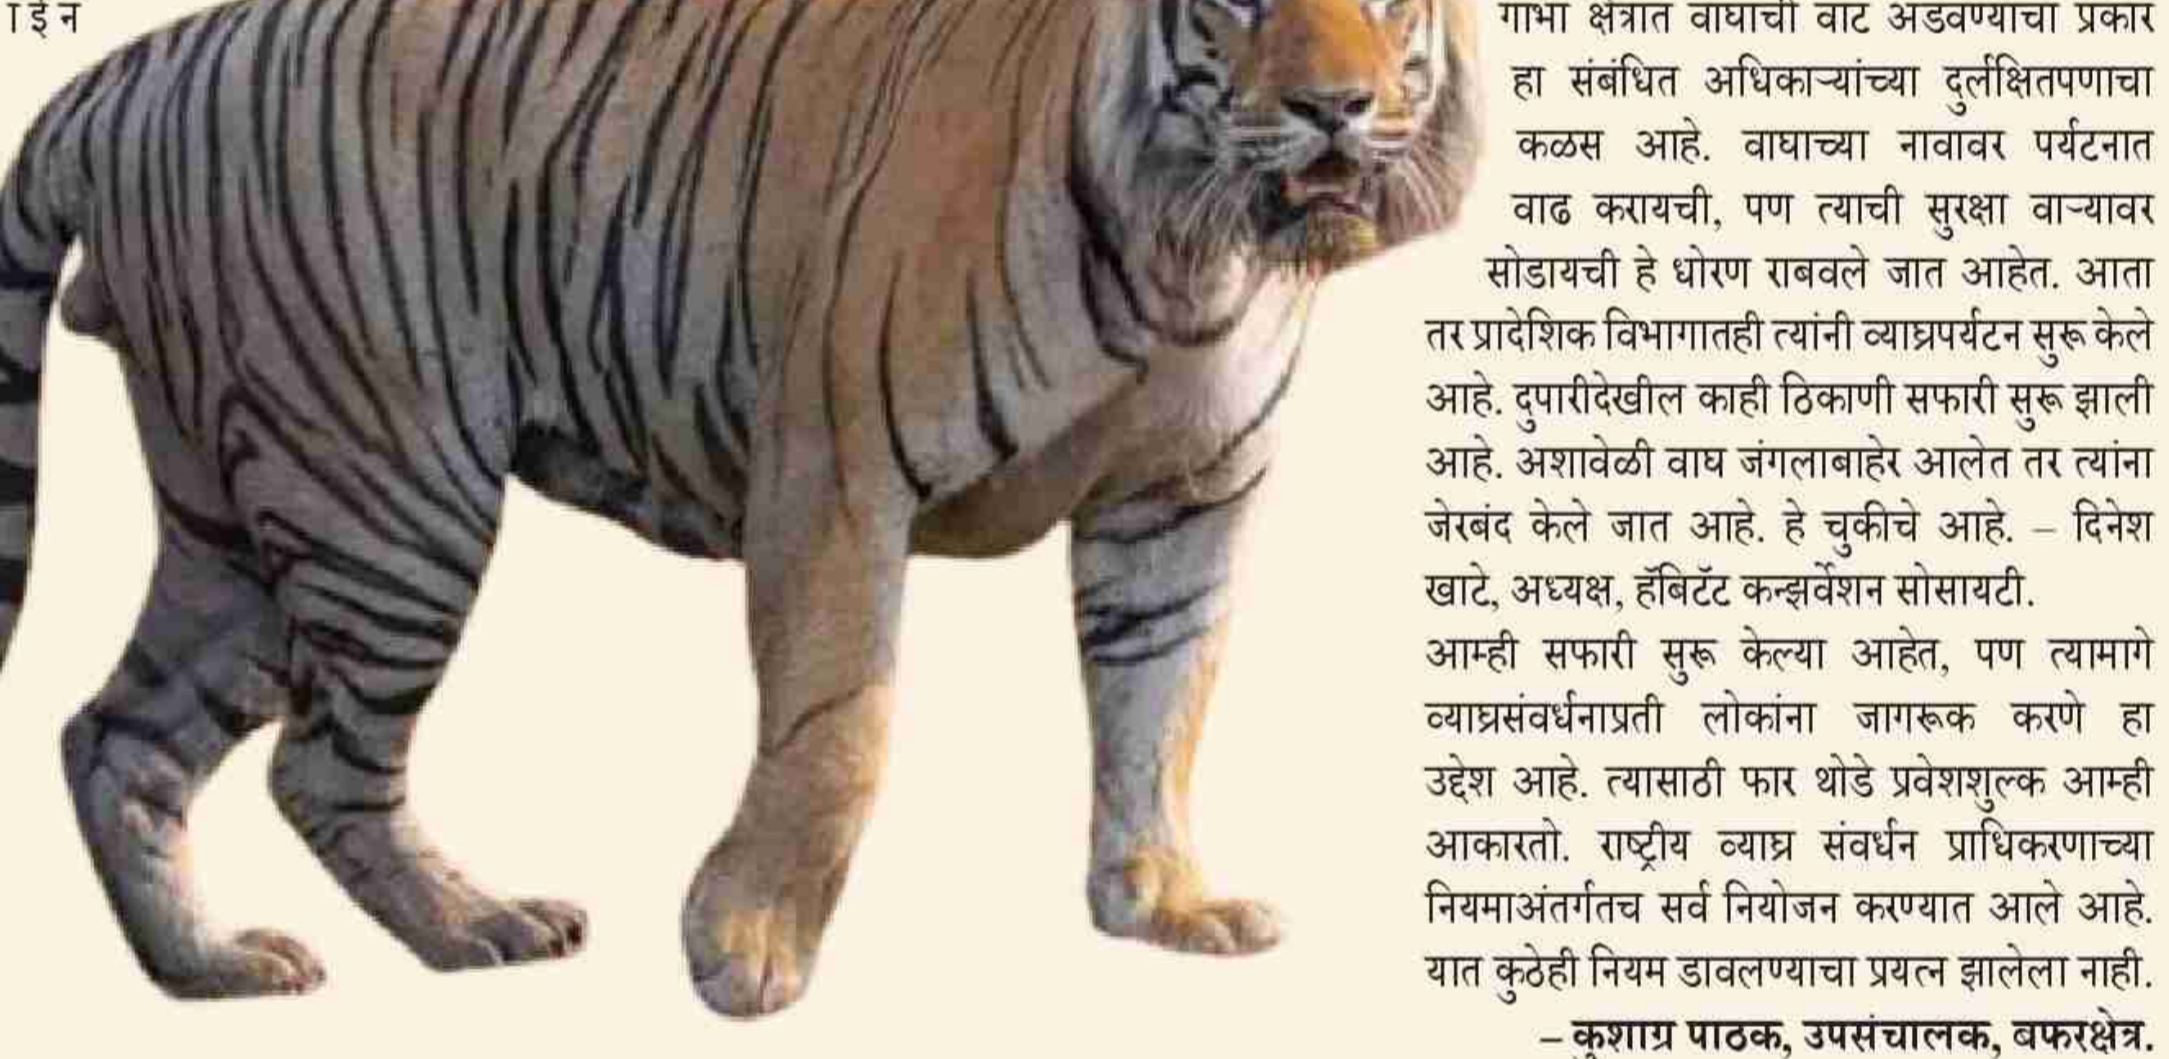 ाईन
गाभा क्षेत्रात वाघाची वाट अडवण्याचा प्रकार
हा संबंधित अधिकाऱ्यांच्या दुर्लक्षितपणाचा
कळस आहे. वाघाच्या नावावर पर्यटनात
वाढ करायची, पण त्याची सुरक्षा वाऱ्यावर
सोडायची हे धोरण राबवले जात आहेत. आता
तर प्रादेशिक विभागातही त्यांनी व्याघ्रपर्यटन सुरू केले
आहे. दुपारीदेखील काही ठिकाणी सफारी सुरू झाली
आहे. अशावेळी वाघ जंगलाबाहेर आलेत तर त्यांना
जेरबंद केले जात आहे. हे चुकीचे आहे. – दिनेश
खाटे, अध्यक्ष, हॅबिटॅट कन्झर्वेशन सोसायटी.
आम्ही सफारी सुरू केल्या आहेत, पण त्यामागे
व्याघ्रसंवर्धनाप्रती लोकांना जागरूक करणे हा
उद्देश आहे. त्यासाठी फार थोडे प्रवेशशुल्क आम्ही
आकारतो. राष्ट्रीय व्याघ्र संवर्धन प्राधिकरणाच्या
नियमाअंतर्गतच सर्व नियोजन करण्यात आले आहे.
यात कुठेही नियम डावलण्याचा प्रयत्न झालेला नाही.
– कुशाग्र पाठक, उपसंचालक, बफरक्षेत्र.